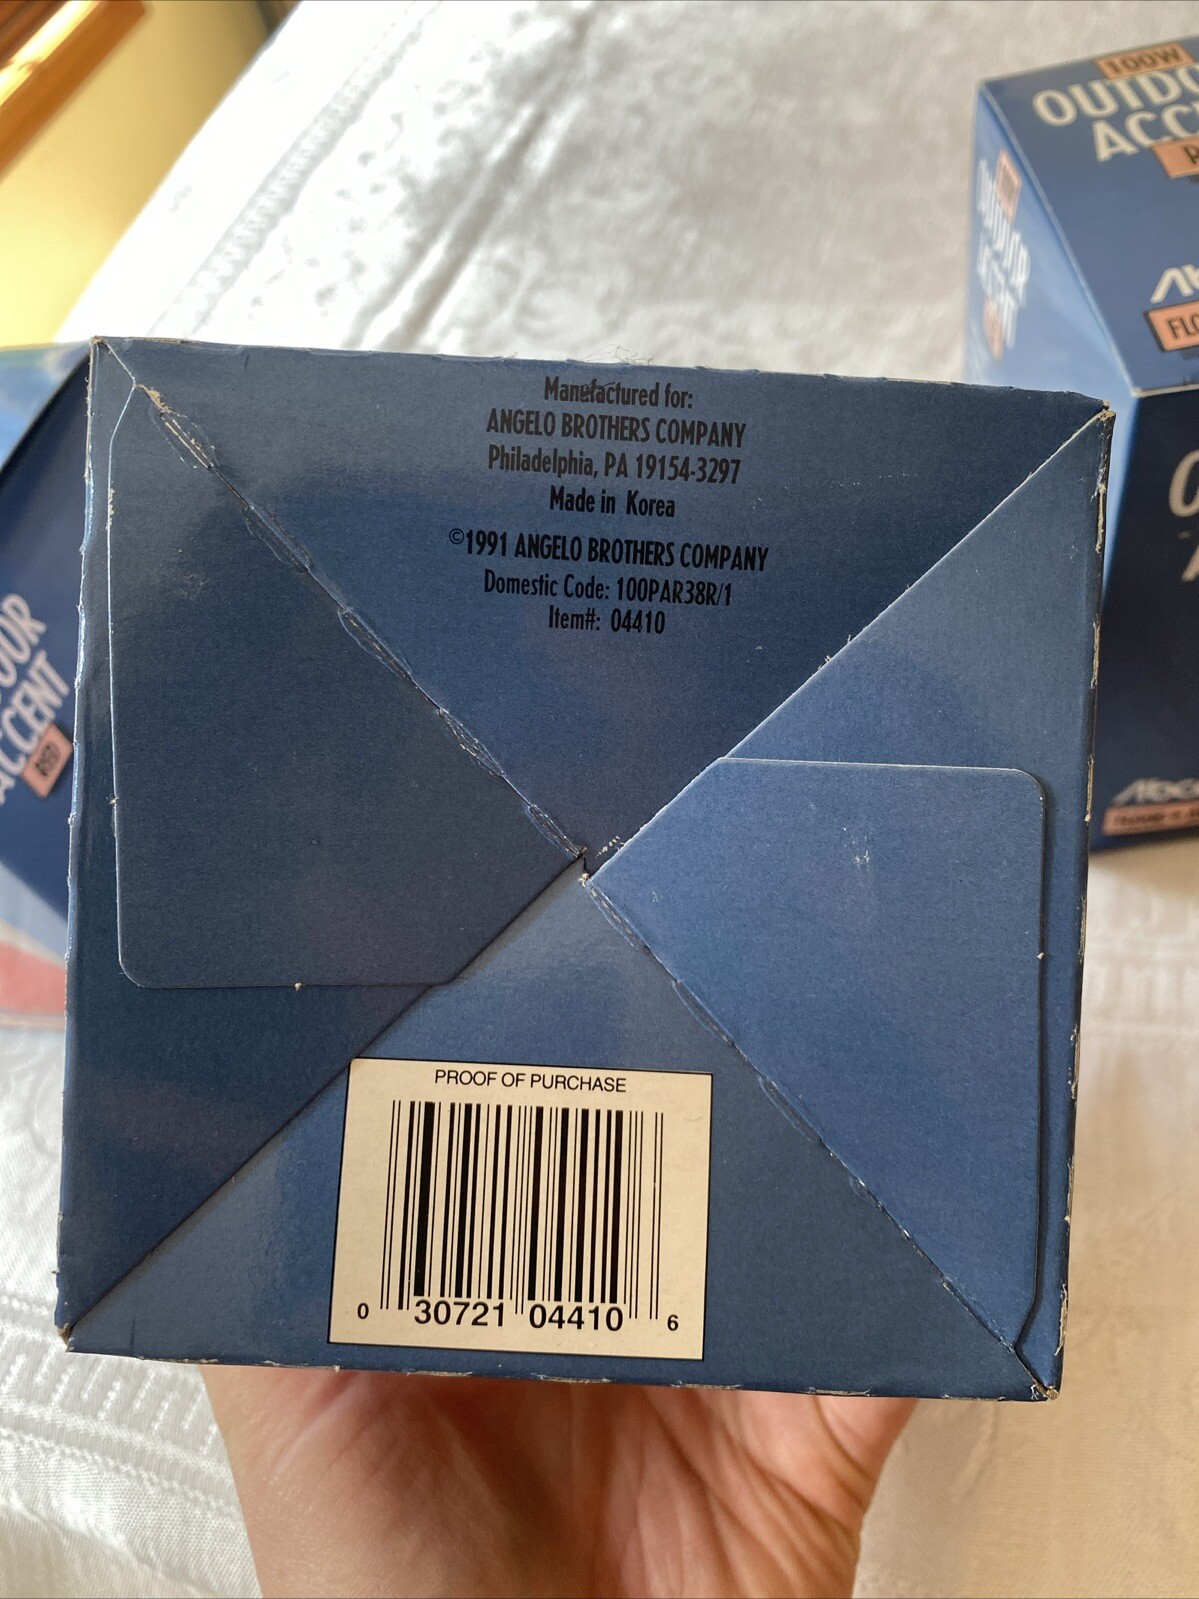 Manufactured for:
ANGELO BROTHERS COMPANY
Philadelphia, PA 19154-3297
Made in Korea
©1991 ANGELO BROTHERS COMPANY
Domestic Code: 100PAR38R/1
Item#: 04410
PROOF OF PURCHASE
0 30721 04410 6
100W
OUTDO
ACC
OUTDOOR
ACCENT
FLO
OOR
ACCENT
RED